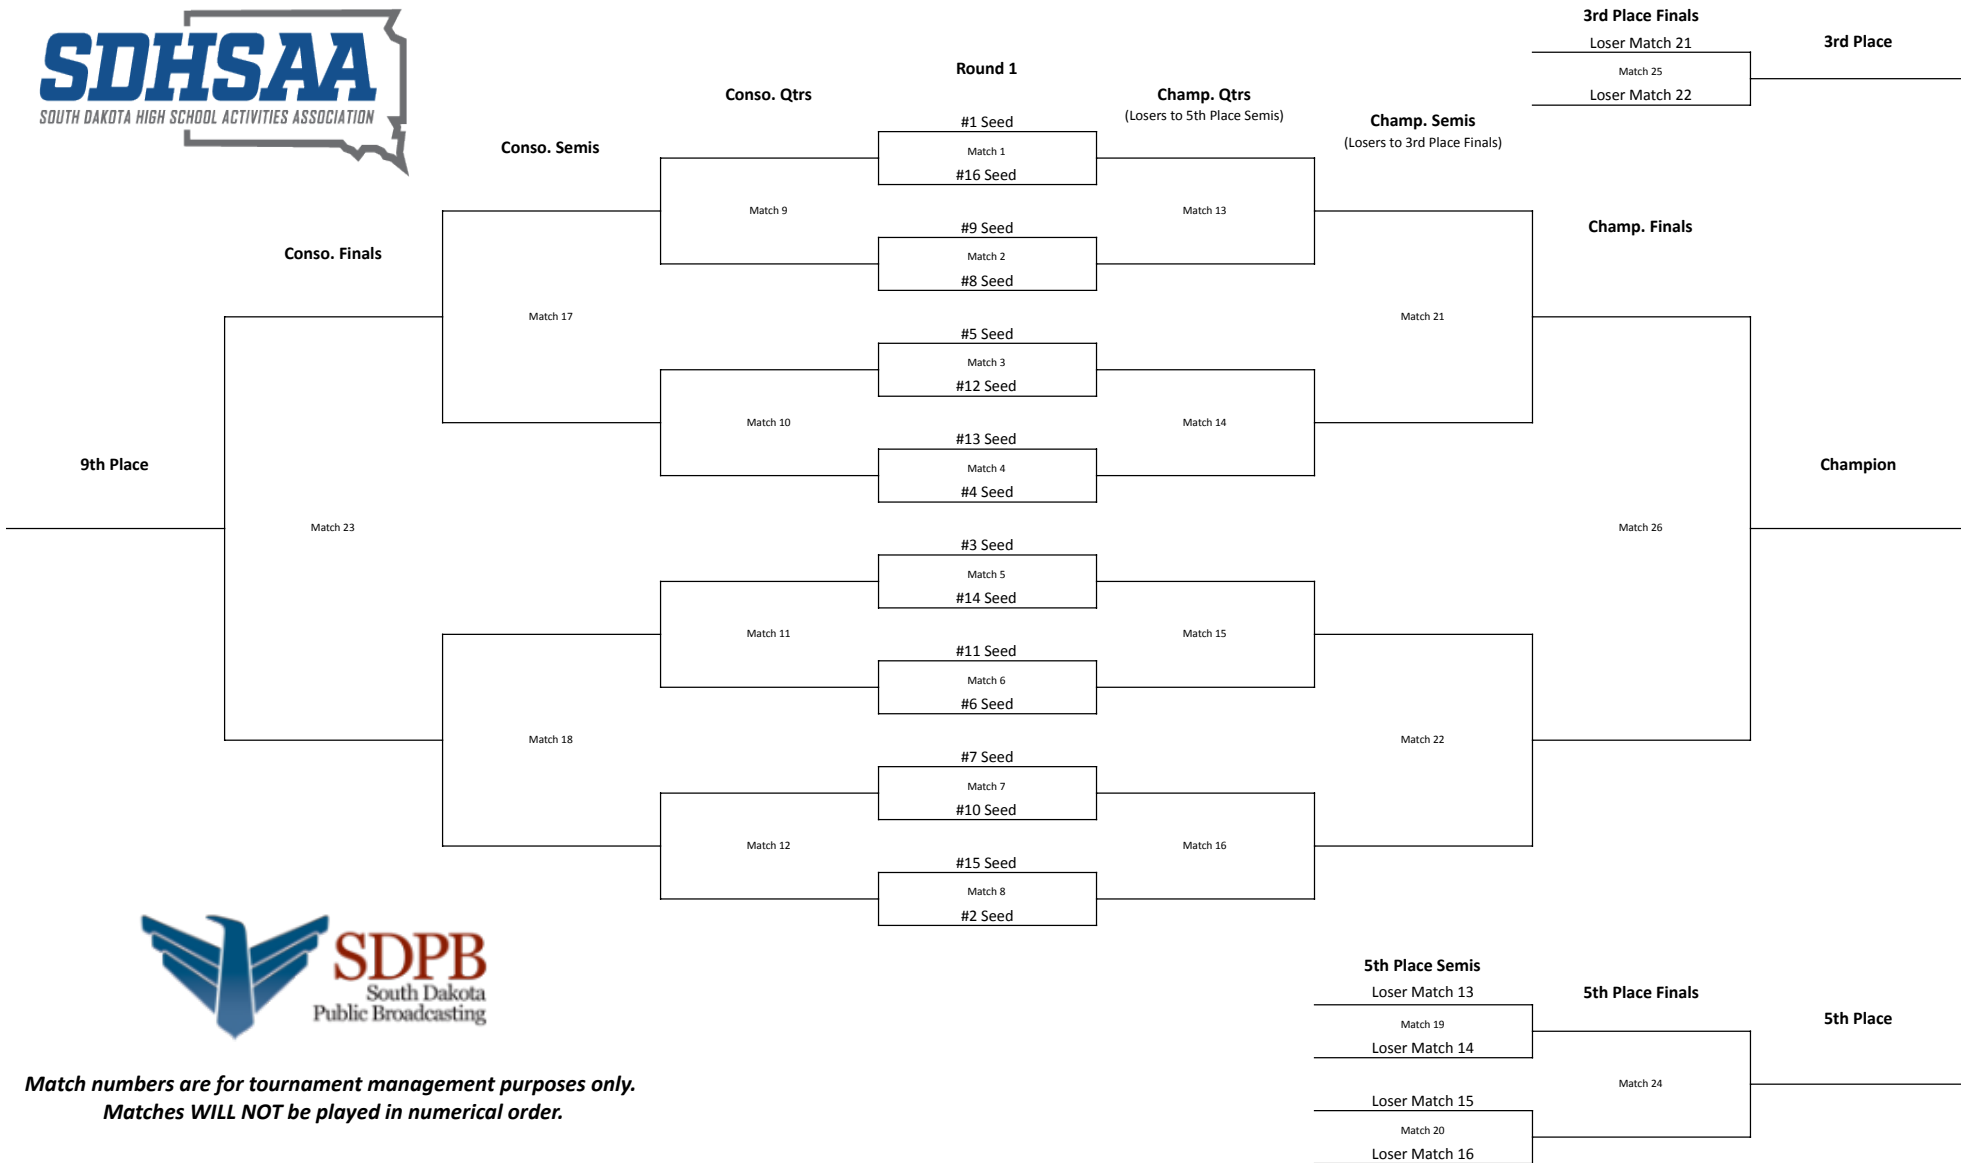 SDHSAA
SOUTH DAKOTA HIGH SCHOOL ACTIVITIES ASSOCIATION
3rd Place Finals
Loser Match 21
3rd Place
Match 25
Loser Match 22
Round 1
Conso. Qtrs
Champ. Qtrs
(Losers to 5th Place Semis)
Champ. Semis
(Losers to 3rd Place Finals)
Conso. Semis
#1 Seed
Match 1
#16 Seed
Match 9
Match 13
#9 Seed
Match 2
#8 Seed
Champ. Finals
Conso. Finals
Match 17
Match 21
#5 Seed
Match 3
#12 Seed
Match 10
Match 14
#13 Seed
Match 4
#4 Seed
9th Place
Champion
Match 23
Match 26
#3 Seed
Match 5
#14 Seed
Match 11
Match 15
#11 Seed
Match 6
#6 Seed
Match 18
Match 22
#7 Seed
Match 7
#10 Seed
Match 12
Match 16
#15 Seed
Match 8
#2 Seed
SDPB
South Dakota
Public Broadcasting
5th Place Semis
Loser Match 13
5th Place Finals
Match 19
5th Place
Loser Match 14
Match 24
Loser Match 15
Match 20
Loser Match 16
Match numbers are for tournament management purposes only.
Matches WILL NOT be played in numerical order.